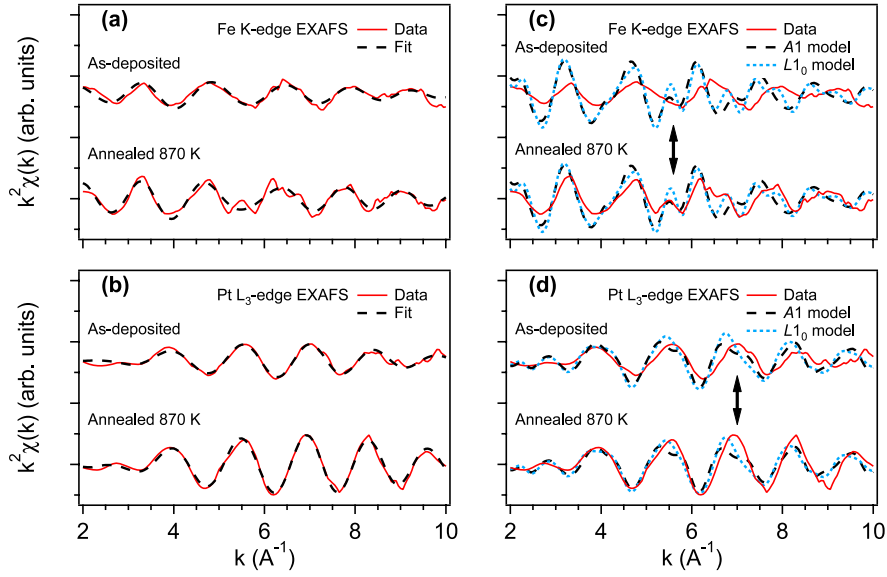 (a)
Fe K-edge EXAFS
Data
Fit
As-deposited
Annealed 870 K
(c)
Fe K-edge EXAFS
Data
A1 model
L1₀ model
As-deposited
Annealed 870 K
k²χ(k) (arb. units)
(b)
Pt L₃-edge EXAFS
Data
Fit
As-deposited
Annealed 870 K
(d)
Pt L₃-edge EXAFS
Data
A1 model
L1₀ model
As-deposited
Annealed 870 K
k²χ(k) (arb. units)
2 4 6 8 10
k (A⁻¹)
2 4 6 8 10
k (A⁻¹)